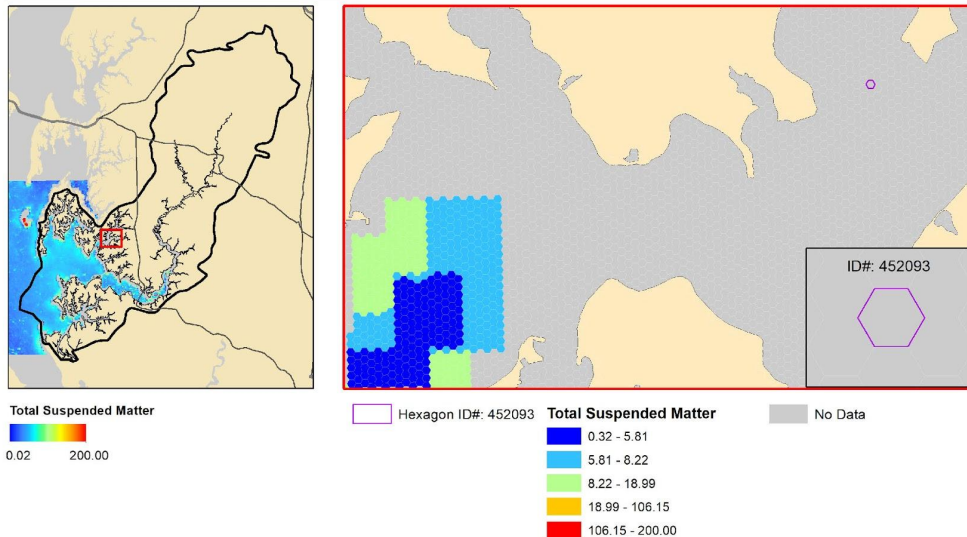 ID#: 452093
Total Suspended Matter
0.02 200.00
Hexagon ID#: 452093
Total Suspended Matter
0.32 - 5.81
5.81 - 8.22
8.22 - 18.99
18.99 - 106.15
106.15 - 200.00
No Data